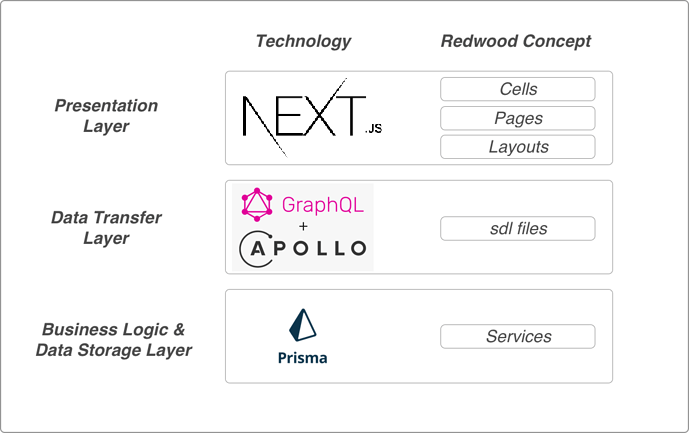 Technology
Redwood Concept
Presentation
Layer
NEXT.JS
Cells
Pages
Layouts
Data Transfer
Layer
GraphQL
+
APOLLO
sdl files
Business Logic &
Data Storage Layer
Prisma
Services